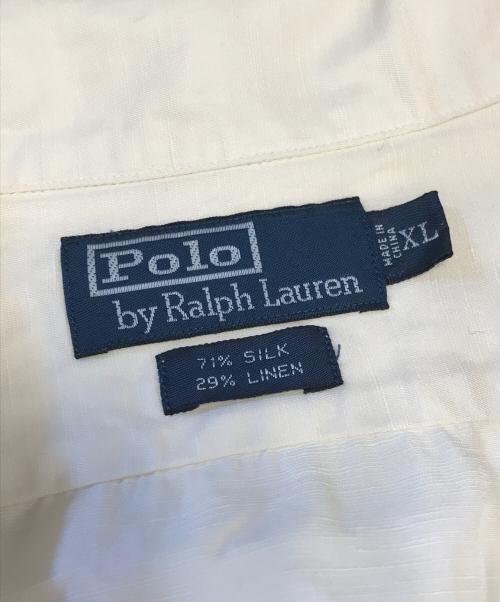 Polo
by Ralph Lauren
MADE IN
CHINA
XL
71% SILK
29% LINEN